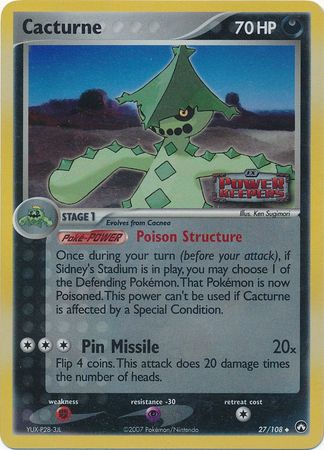 Cacturne 70 HP
EX
POWER
KEEPERS
Illus. Ken Sugimori
STAGE 1
Evolves from Cacnea
Poké-POWER Poison Structure
Once during your turn (before your attack), if
Sidney's Stadium is in play, you may choose 1 of
the Defending Pokémon. That Pokémon is now
Poisoned. This power can't be used if Cacturne
is affected by a Special Condition.
Pin Missile 20x
Flip 4 coins. This attack does 20 damage times
the number of heads.
weakness resistance -30 retreat cost
YUX-P28-3JL ©2007 Pokémon/Nintendo 27/108